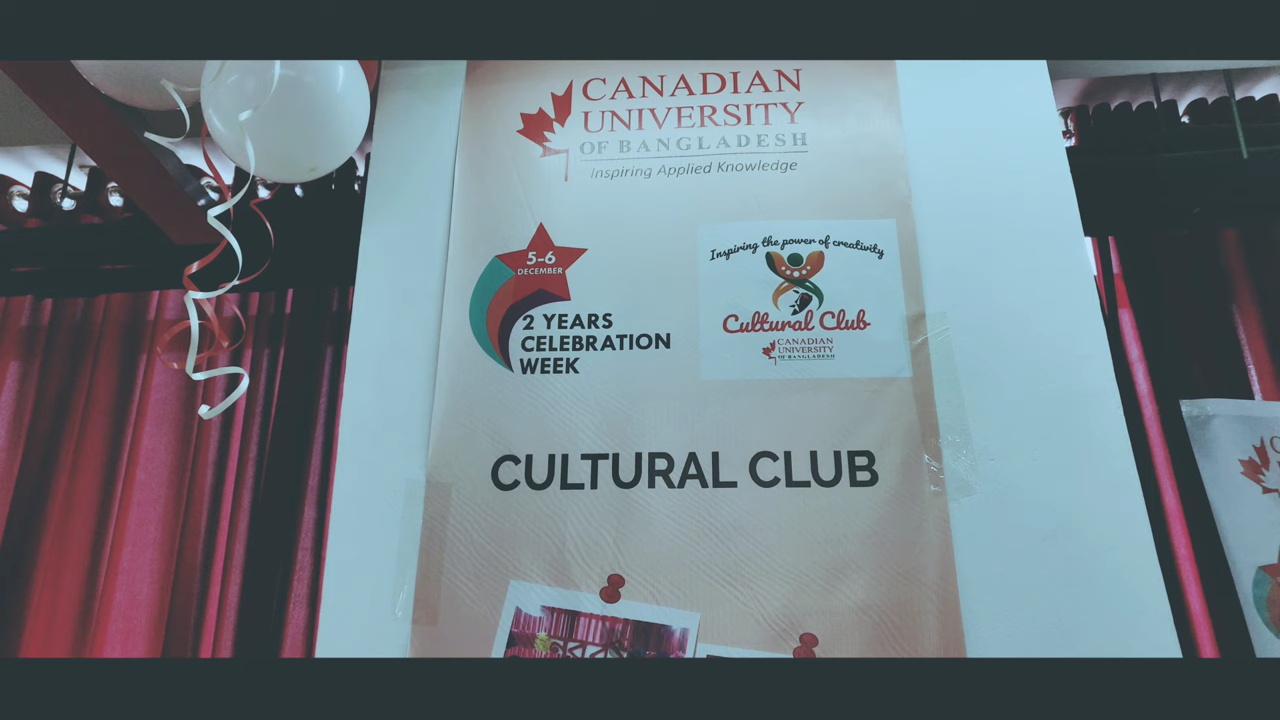 CANADIAN
UNIVERSITY
OF BANGLADESH
Inspiring Applied Knowledge
5-6
DECEMBER
2 YEARS
CELEBRATION
WEEK
Inspiring the power of creativity
Cultural Club
CANADIAN
UNIVERSITY
OF BANGLADESH
CULTURAL CLUB